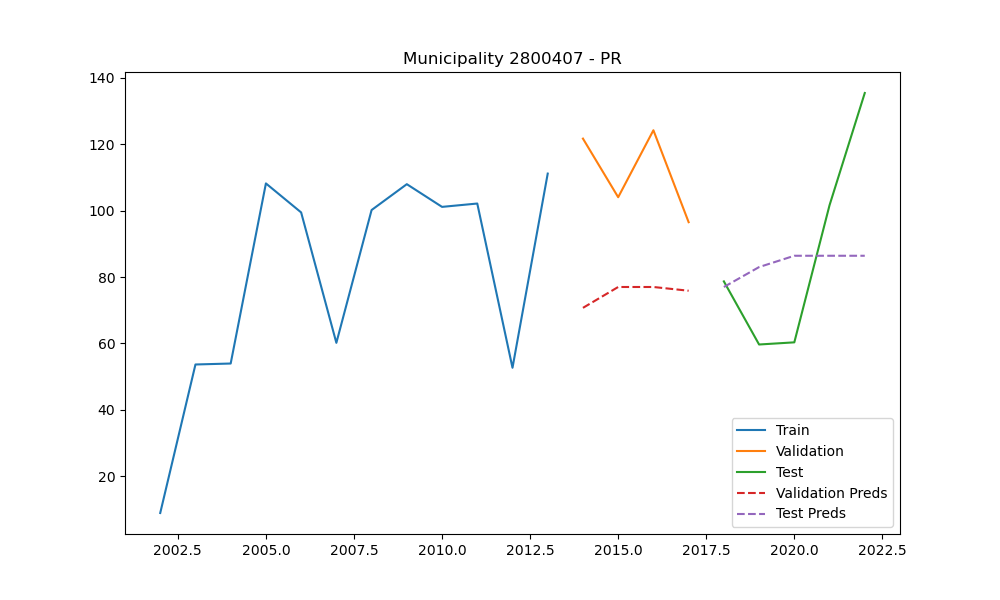 Municipality 2800407 - PR
140
120
100
80
60
40
20
2002.5 2005.0 2007.5 2010.0 2012.5 2015.0 2017.5 2020.0 2022.5
Train
Validation
Test
Validation Preds
Test Preds